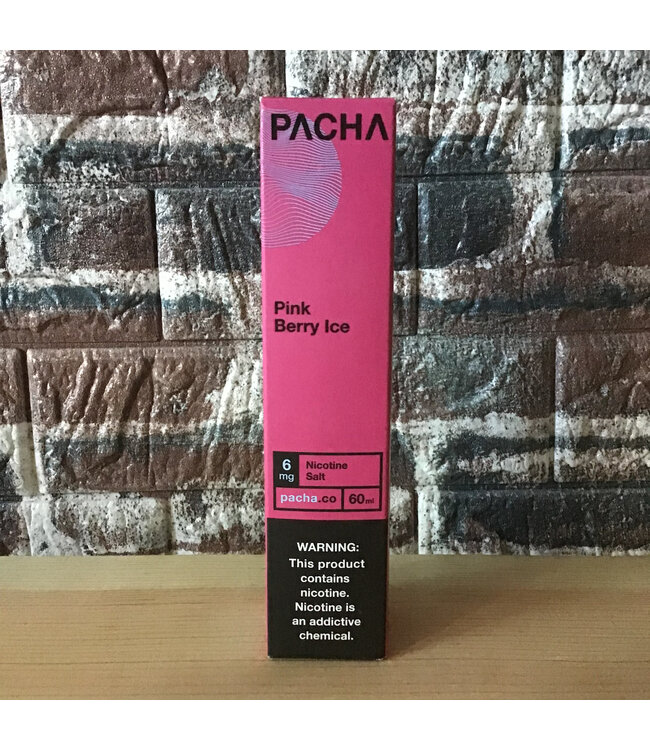 PACHA
Pink
Berry Ice
6
mg
Nicotine
Salt
pacha.co
60ml
WARNING:
This product
contains
nicotine.
Nicotine is
an addictive
chemical.